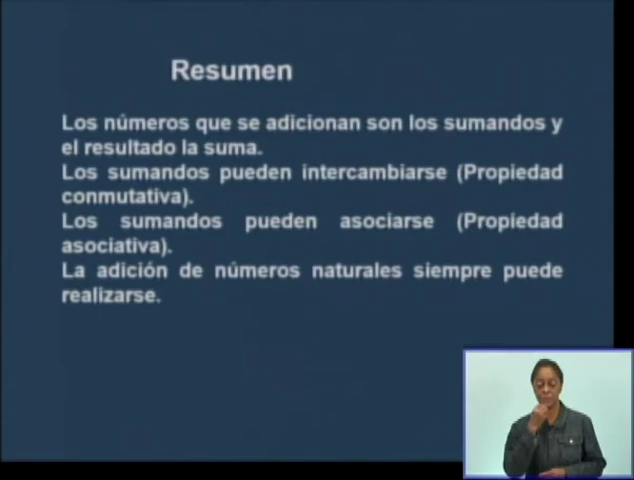 Resumen
Los números que se adicionan son los sumandos y
el resultado la suma.
Los sumandos pueden intercambiarse (Propiedad
conmutativa).
Los sumandos pueden asociarse (Propiedad
asociativa).
La adición de números naturales siempre puede
realizarse.